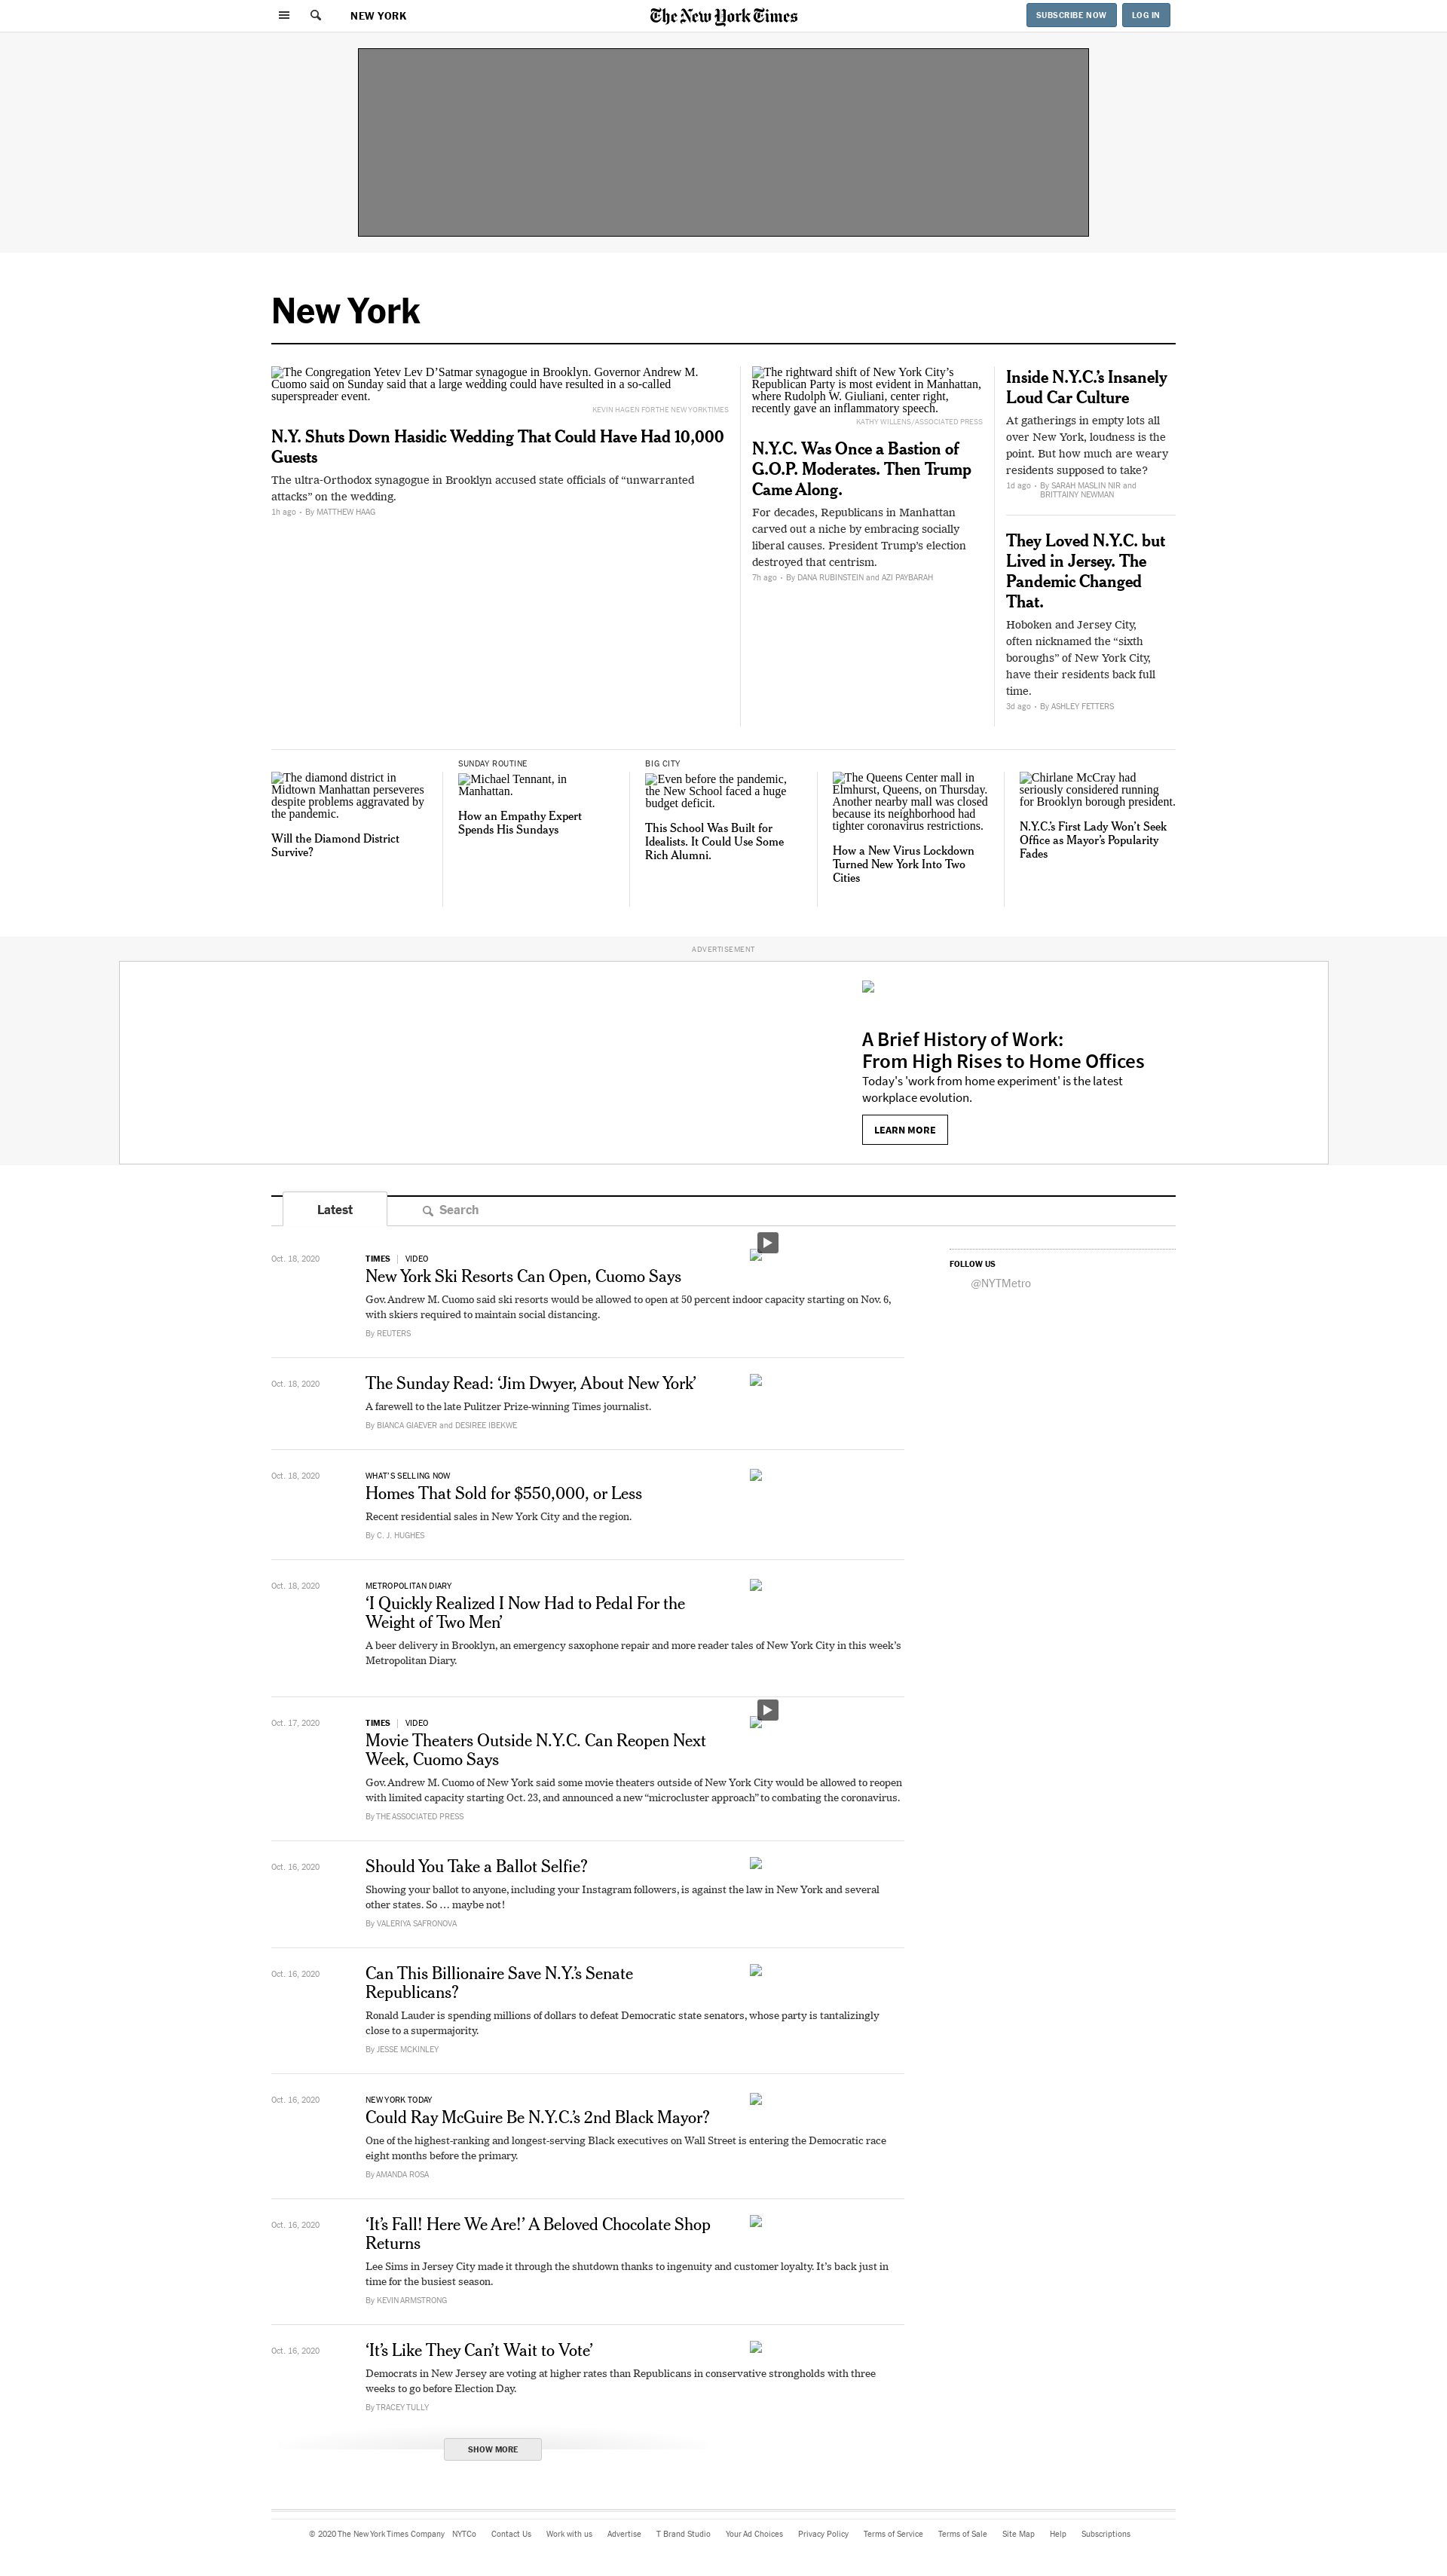 NEW YORK
The New York Times
SUBSCRIBE NOW
LOG IN
New York
The Congregation Yetev Lev D’Satmar synagogue in Brooklyn. Governor Andrew M.
Cuomo said on Sunday said that a large wedding could have resulted in a so-called
superspreader event.
KEVIN HAGEN FOR THE NEW YORK TIMES
N.Y. Shuts Down Hasidic Wedding That Could Have Had 10,000
Guests
The ultra-Orthodox synagogue in Brooklyn accused state officials of “unwarranted
attacks” on the wedding.
1h ago • By MATTHEW HAAG
The rightward shift of New York City’s
Republican Party is most evident in Manhattan,
where Rudolph W. Giuliani, center right,
recently gave an inflammatory speech.
KATHY WILLENS/ASSOCIATED PRESS
N.Y.C. Was Once a Bastion of
G.O.P. Moderates. Then Trump
Came Along.
For decades, Republicans in Manhattan
carved out a niche by embracing socially
liberal causes. President Trump’s election
destroyed that centrism.
7h ago • By DANA RUBINSTEIN and AZI PAYBARAH
Inside N.Y.C.’s Insanely
Loud Car Culture
At gatherings in empty lots all
over New York, loudness is the
point. But how much are weary
residents supposed to take?
1d ago • By SARAH MASLIN NIR and
BRITTAINY NEWMAN
They Loved N.Y.C. but
Lived in Jersey. The
Pandemic Changed
That.
Hoboken and Jersey City,
often nicknamed the “sixth
boroughs” of New York City,
have their residents back full
time.
3d ago • By ASHLEY FETTERS
The diamond district in
Midtown Manhattan perseveres
despite problems aggravated by
the pandemic.
Will the Diamond District
Survive?
SUNDAY ROUTINE
Michael Tennant, in
Manhattan.
How an Empathy Expert
Spends His Sundays
BIG CITY
Even before the pandemic,
the New School faced a huge
budget deficit.
This School Was Built for
Idealists. It Could Use Some
Rich Alumni.
The Queens Center mall in
Elmhurst, Queens, on Thursday.
Another nearby mall was closed
because its neighborhood had
tighter coronavirus restrictions.
How a New Virus Lockdown
Turned New York Into Two
Cities
Chirlane McCray had
seriously considered running
for Brooklyn borough president.
N.Y.C.’s First Lady Won’t Seek
Office as Mayor’s Popularity
Fades
ADVERTISEMENT
A Brief History of Work:
From High Rises to Home Offices
Today's 'work from home experiment' is the latest
workplace evolution.
LEARN MORE
Latest
Search
Oct. 18, 2020
TIMES | VIDEO
New York Ski Resorts Can Open, Cuomo Says
Gov. Andrew M. Cuomo said ski resorts would be allowed to open at 50 percent indoor capacity starting on Nov. 6,
with skiers required to maintain social distancing.
By REUTERS
FOLLOW US
@NYTMetro
Oct. 18, 2020
The Sunday Read: ‘Jim Dwyer, About New York’
A farewell to the late Pulitzer Prize-winning Times journalist.
By BIANCA GIAEVER and DESIREE IBEKWE
Oct. 18, 2020
WHAT’S SELLING NOW
Homes That Sold for $550,000, or Less
Recent residential sales in New York City and the region.
By C. J. HUGHES
Oct. 18, 2020
METROPOLITAN DIARY
‘I Quickly Realized I Now Had to Pedal For the
Weight of Two Men’
A beer delivery in Brooklyn, an emergency saxophone repair and more reader tales of New York City in this week’s
Metropolitan Diary.
Oct. 17, 2020
TIMES | VIDEO
Movie Theaters Outside N.Y.C. Can Reopen Next
Week, Cuomo Says
Gov. Andrew M. Cuomo of New York said some movie theaters outside of New York City would be allowed to reopen
with limited capacity starting Oct. 23, and announced a new “microcluster approach” to combating the coronavirus.
By THE ASSOCIATED PRESS
Oct. 16, 2020
Should You Take a Ballot Selfie?
Showing your ballot to anyone, including your Instagram followers, is against the law in New York and several
other states. So … maybe not!
By VALERIYA SAFRONOVA
Oct. 16, 2020
Can This Billionaire Save N.Y.’s Senate
Republicans?
Ronald Lauder is spending millions of dollars to defeat Democratic state senators, whose party is tantalizingly
close to a supermajority.
By JESSE MCKINLEY
Oct. 16, 2020
NEW YORK TODAY
Could Ray McGuire Be N.Y.C.’s 2nd Black Mayor?
One of the highest-ranking and longest-serving Black executives on Wall Street is entering the Democratic race
eight months before the primary.
By AMANDA ROSA
Oct. 16, 2020
‘It’s Fall! Here We Are!’ A Beloved Chocolate Shop
Returns
Lee Sims in Jersey City made it through the shutdown thanks to ingenuity and customer loyalty. It’s back just in
time for the busiest season.
By KEVIN ARMSTRONG
Oct. 16, 2020
‘It’s Like They Can’t Wait to Vote’
Democrats in New Jersey are voting at higher rates than Republicans in conservative strongholds with three
weeks to go before Election Day.
By TRACEY TULLY
SHOW MORE
© 2020 The New York Times Company NYTCo Contact Us Work with us Advertise T Brand Studio Your Ad Choices Privacy Policy Terms of Service Terms of Sale Site Map Help Subscriptions